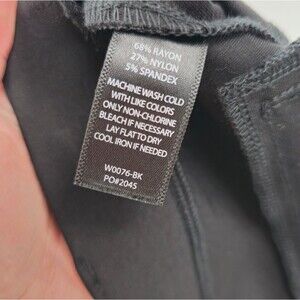 68% RAYON
27% NYLON
5% SPANDEX
MACHINE WASH COLD
WITH LIKE COLORS
ONLY NON-CHLORINE
BLEACH IF NECESSARY
LAY FLAT TO DRY
COOL IRON IF NEEDED
W0076-BK
PO#2045